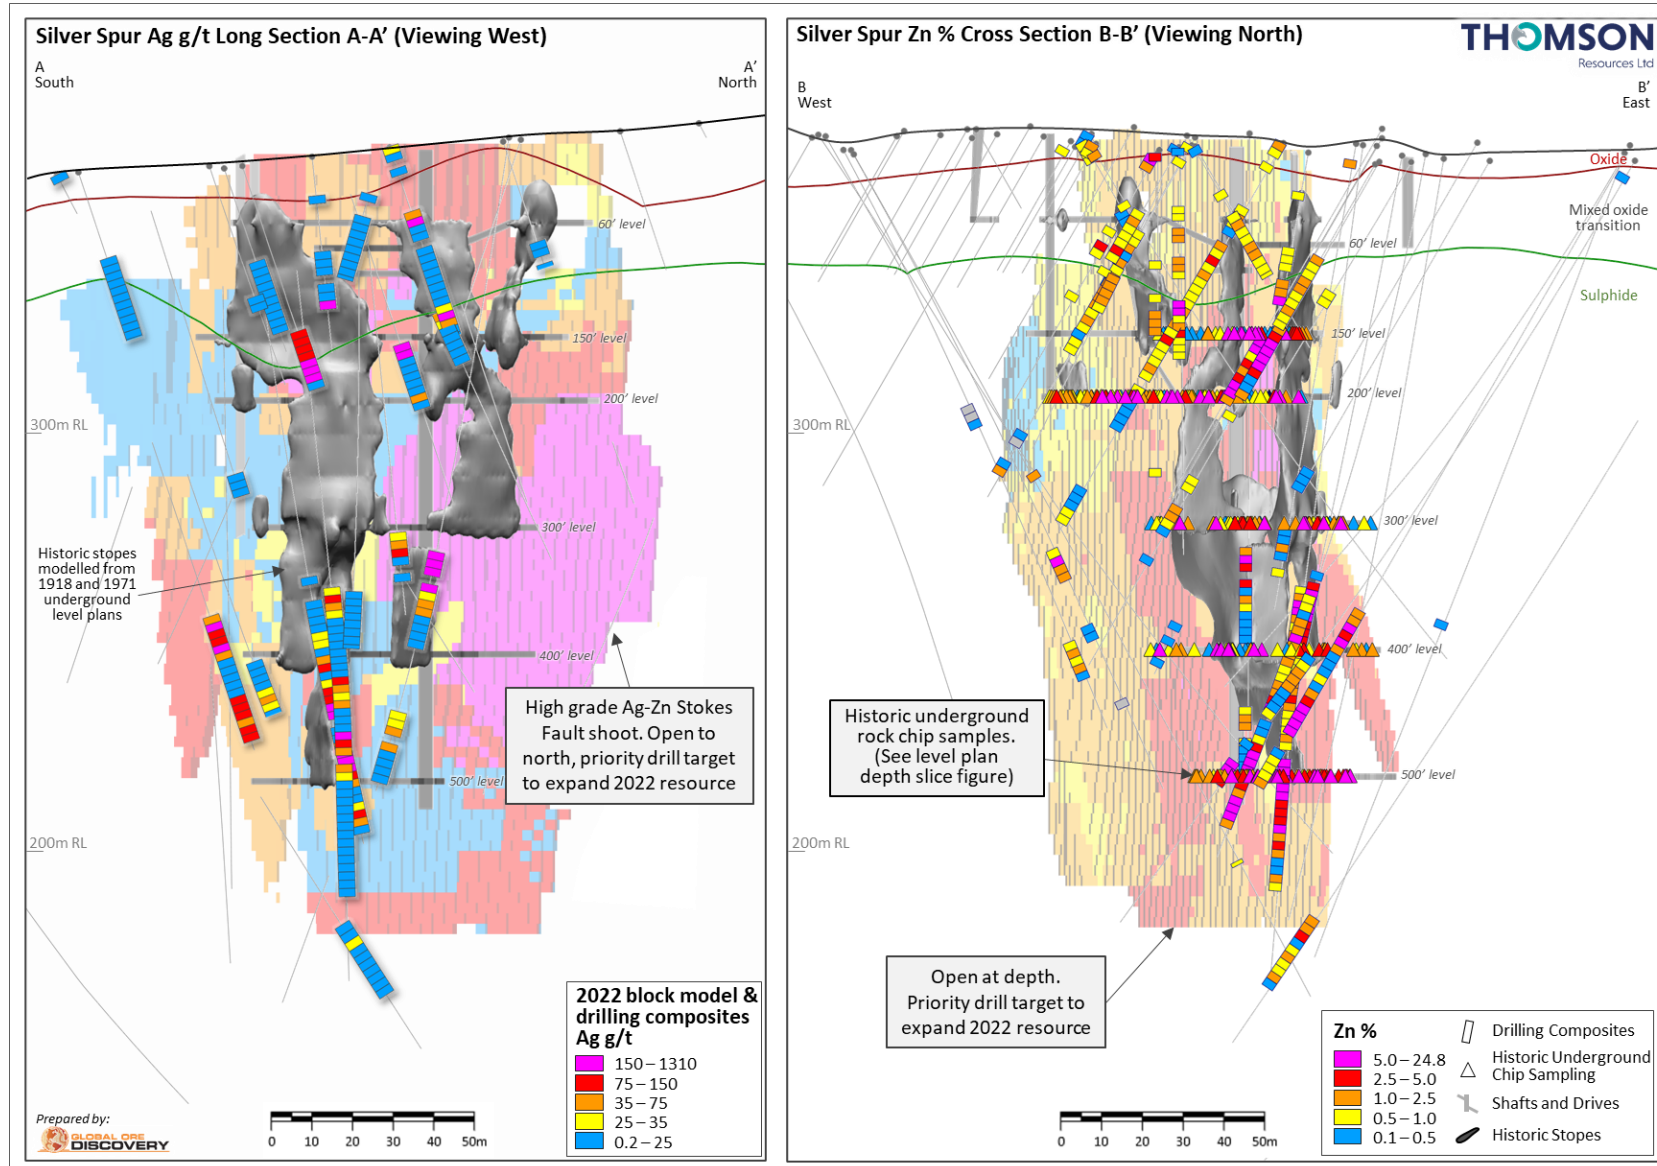 Silver Spur Ag g/t Long Section A-A’ (Viewing West)
A
South
A’
North
60’ level
150’ level
200’ level
300m RL
300’ level
Historic stopes
modelled from
1918 and 1971
underground
level plans
400’ level
High grade Ag-Zn Stokes
Fault shoot. Open to
north, priority drill target
to expand 2022 resource
500’ level
200m RL
2022 block model &
drilling composites
Ag g/t
150 – 1310
75 – 150
35 – 75
25 – 35
0.2 – 25
Prepared by:
GLOBAL ORE
DISCOVERY
0 10 20 30 40 50m
Silver Spur Zn % Cross Section B-B’ (Viewing North)
THOMSON
Resources Ltd
B
West
B’
East
Oxide
Mixed oxide
transition
60’ level
Sulphide
150’ level
200’ level
300m RL
300’ level
400’ level
Historic underground
rock chip samples.
(See level plan
depth slice figure)
500’ level
200m RL
Open at depth.
Priority drill target to
expand 2022 resource
0 10 20 30 40 50m
Zn %
5.0 – 24.8
2.5 – 5.0
1.0 – 2.5
0.5 – 1.0
0.1 – 0.5
Drilling Composites
Historic Underground
Chip Sampling
Shafts and Drives
Historic Stopes